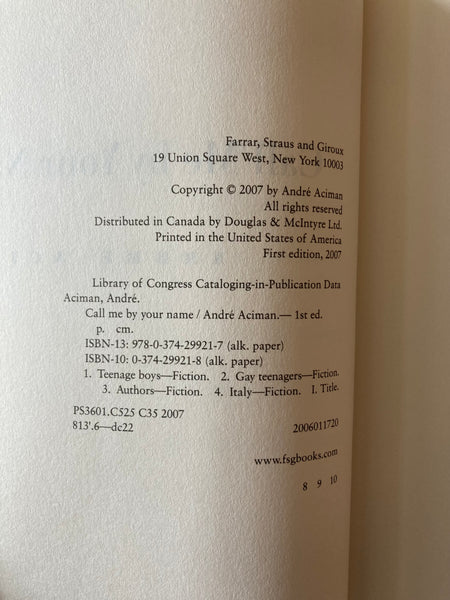 Farrar, Straus and Giroux
19 Union Square West, New York 10003
Copyright © 2007 by André Aciman
All rights reserved
Distributed in Canada by Douglas & McIntyre Ltd.
Printed in the United States of America
First edition, 2007
Library of Congress Cataloging-in-Publication Data
Aciman, André.
Call me by your name / André Aciman.— 1st ed.
p. cm.
ISBN-13: 978-0-374-29921-7 (alk. paper)
ISBN-10: 0-374-29921-8 (alk. paper)
1. Teenage boys—Fiction. 2. Gay teenagers—Fiction.
3. Authors—Fiction. 4. Italy—Fiction. I. Title.
PS3601.C525 C35 2007
813'.6—dc22
2006011720
www.fsgbooks.com
8 9 10